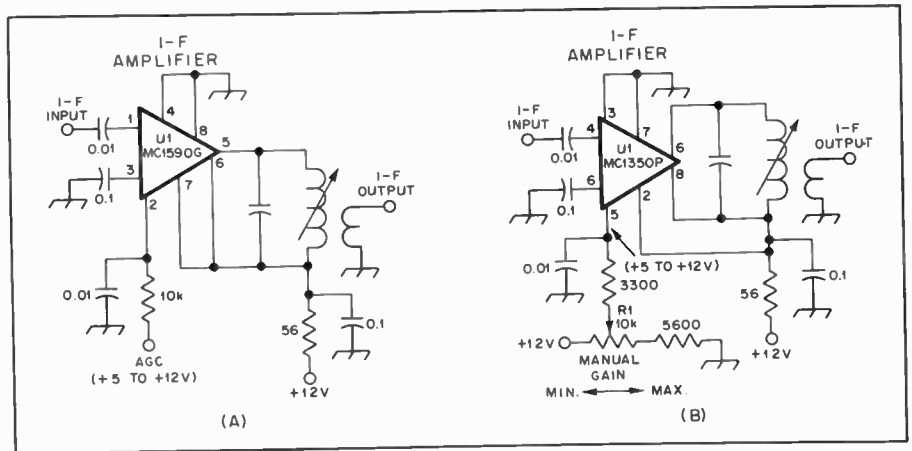 I-F
AMPLIFIER
I-F
INPUT
0.01
1
4
8
U1
MC1590G
5
6
3
7
2
0.1
0.01
10k
AGC
(+5 TO +12V)
I-F
OUTPUT
56
0.1
+12V
(A)
I-F
AMPLIFIER
I-F
INPUT
0.01
4
3
7
U1
MC1350P
6
8
6
2
5
0.1
0.01
(+5 TO +12V)
3300
R1
10k
5600
+12V
MANUAL
GAIN
MIN.
MAX.
I-F
OUTPUT
56
0.1
+12V
(B)